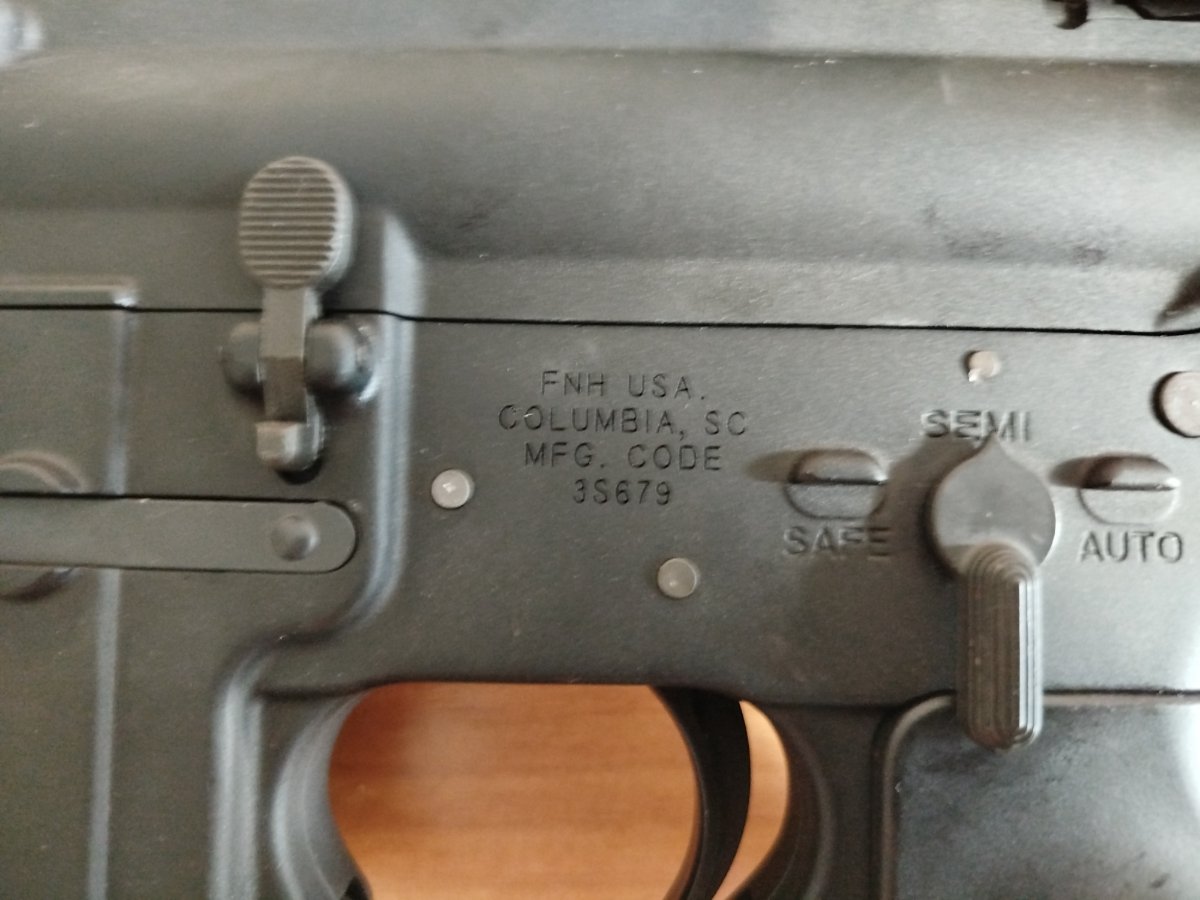 FNH USA.
COLUMBIA, SC
MFG. CODE
3S679
SEMI
SAFE
AUTO